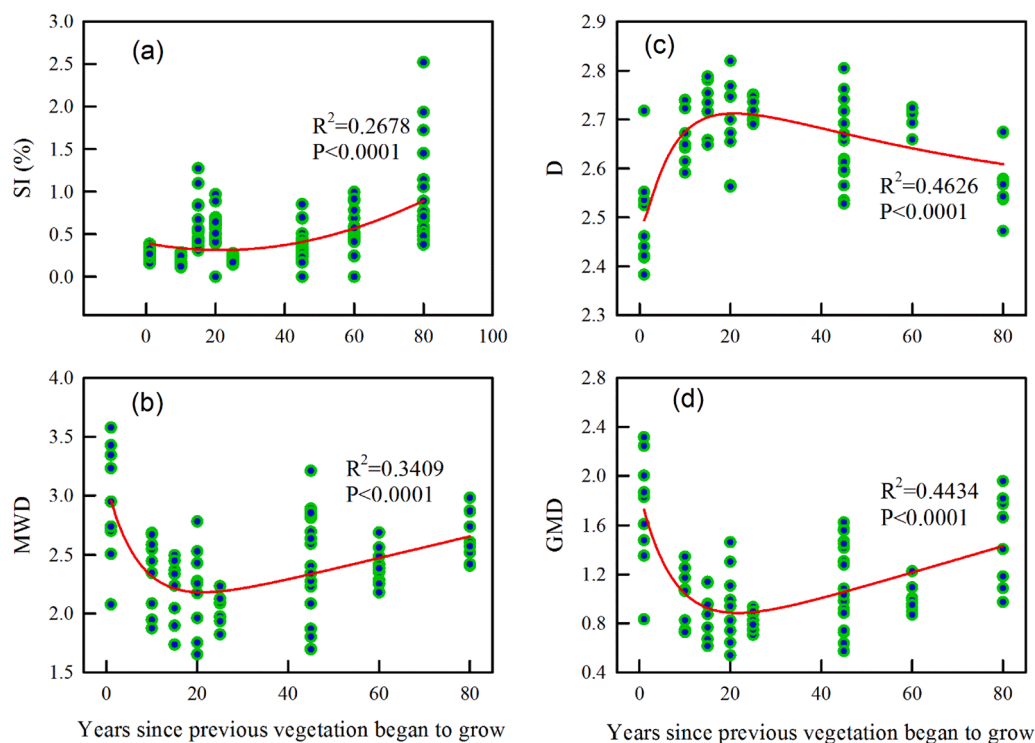 (a)
3.0
2.5
2.0
1.5
1.0
0.5
0.0
SI (%)
R²=0.2678
P<0.0001
0 20 40 60 80 100
(c)
2.9
2.8
2.7
2.6
2.5
2.4
2.3
D
R²=0.4626
P<0.0001
0 20 40 60 80
(b)
4.0
3.5
3.0
2.5
2.0
1.5
MWD
R²=0.3409
P<0.0001
0 20 40 60 80
Years since previous vegetation began to grow
(d)
2.8
2.4
2.0
1.6
1.2
0.8
0.4
GMD
R²=0.4434
P<0.0001
0 20 40 60 80
Years since previous vegetation began to grow